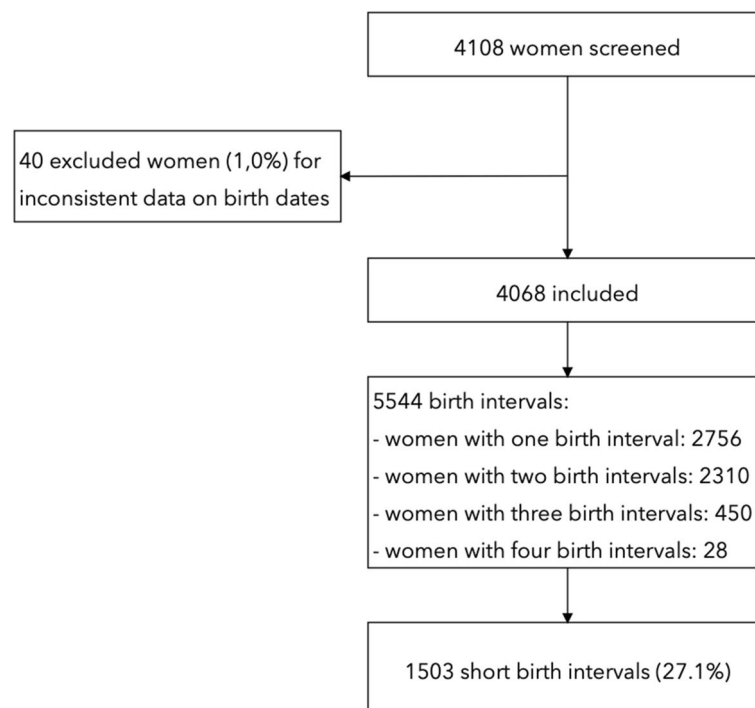 4108 women screened
40 excluded women (1,0%) for
inconsistent data on birth dates
4068 included
5544 birth intervals:
- women with one birth interval: 2756
- women with two birth intervals: 2310
- women with three birth intervals: 450
- women with four birth intervals: 28
1503 short birth intervals (27.1%)